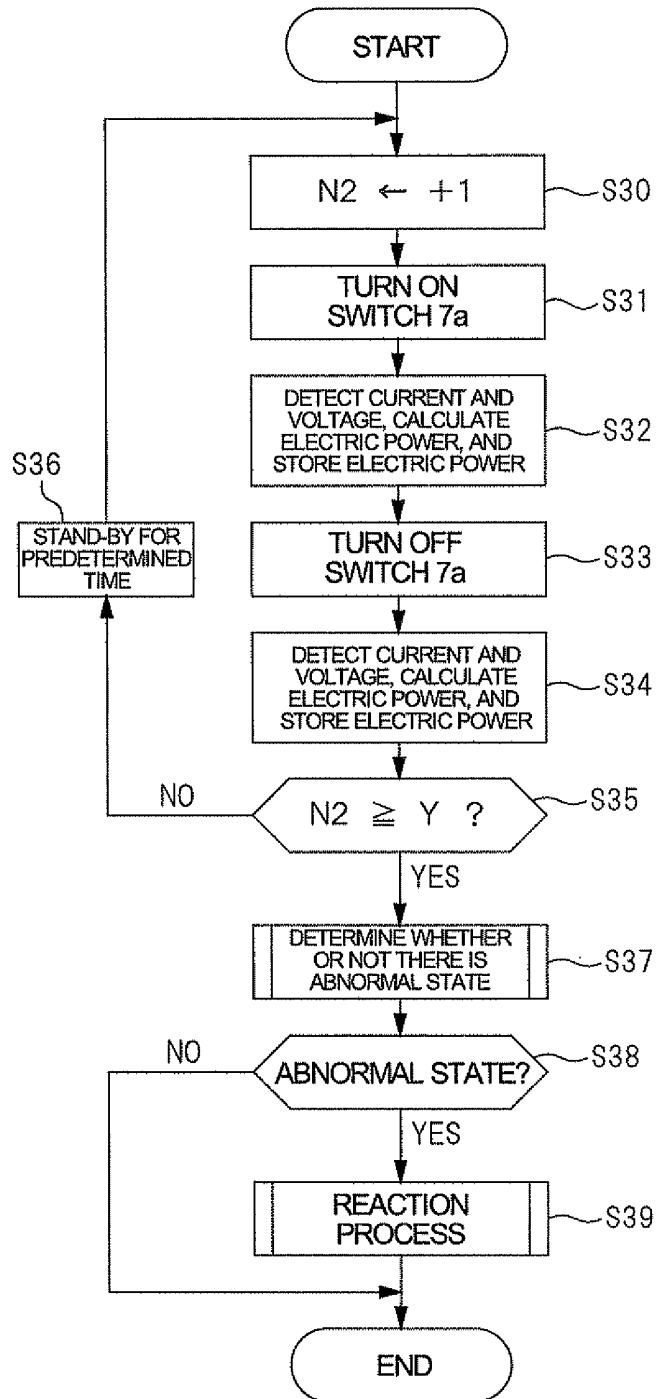 START
N2 ← +1
S30
TURN ON
SWITCH 7a
S31
DETECT CURRENT AND
VOLTAGE, CALCULATE
ELECTRIC POWER, AND
STORE ELECTRIC POWER
S32
S36
STAND-BY FOR
PREDETERMINED
TIME
TURN OFF
SWITCH 7a
S33
DETECT CURRENT AND
VOLTAGE, CALCULATE
ELECTRIC POWER, AND
STORE ELECTRIC POWER
S34
NO
N2 ≧ Y ?
S35
YES
DETERMINE WHETHER
OR NOT THERE IS
ABNORMAL STATE
S37
NO
ABNORMAL STATE?
S38
YES
REACTION
PROCESS
S39
END